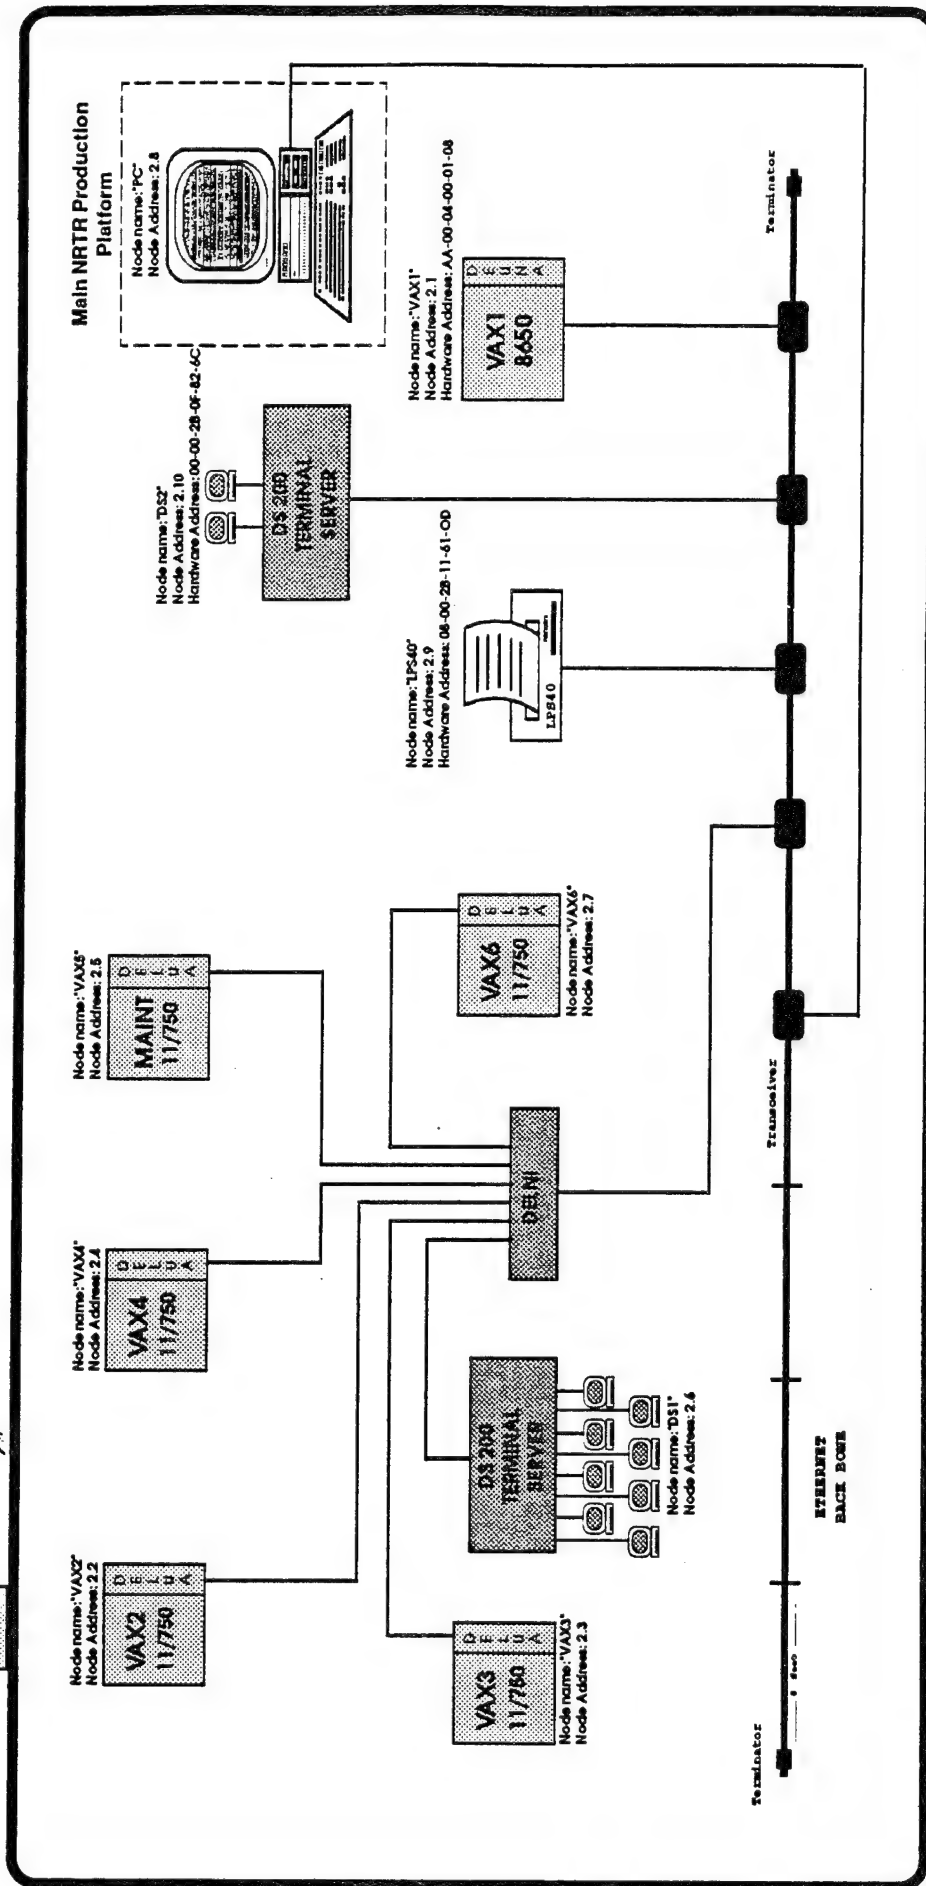 Main NRTR Production
Platform
Node name:"PC"
Node Address: 2.8
Node name:"DS2"
Node Address: 2.10
Hardware Address:00-00-2B-0F-82-6C
DS 200
TERMINAL
SERVER
Node name:"VAX1"
Node Address: 2.1
Hardware Address: AA-00-04-00-01-08
VAX1
8650
DEUNA
Node name:"LPS40"
Node Address: 2.9
Hardware Address: 08-00-2B-11-61-0D
LPS40
Node name:"VAX5"
Node Address: 2.5
MAINT
11/750
DELUA
Node name:"VAX4"
Node Address: 2.4
VAX4
11/750
DELUA
Node name:"VAX2"
Node Address: 2.2
VAX2
11/750
DELUA
VAX6
11/750
DELUA
Node name:"VAX6"
Node Address: 2.7
DELNI
DS 200
TERMINAL
SERVER
Node name:"DS1"
Node Address: 2.6
VAX3
11/750
DELUA
Node name:"VAX3"
Node Address: 2.3
Terminator
Transceiver
Terminator
ETHERNET
BACK BONE